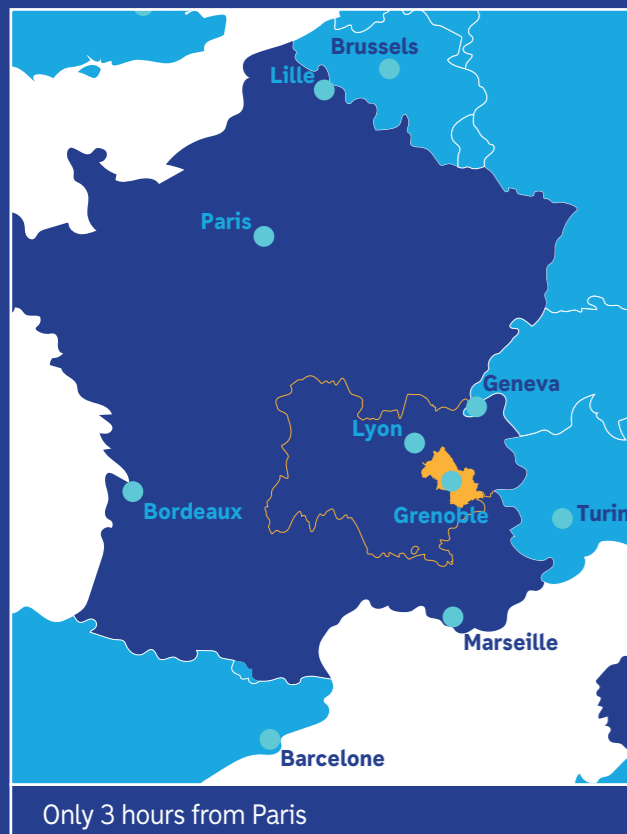 Brussels
Lille
Paris
Geneva
Lyon
Grenoble
Bordeaux
Turin
Marseille
Barcelone
Only 3 hours from Paris